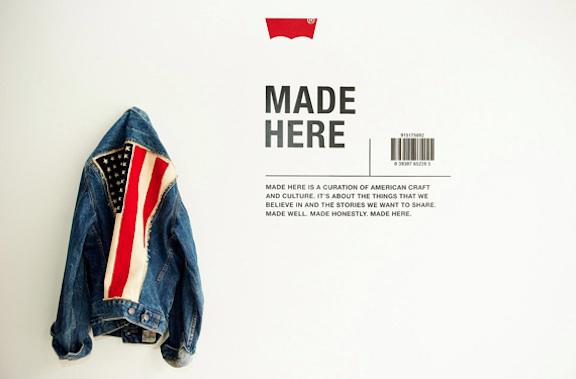 MADE
HERE
910175892
MADE HERE IS A CURATION OF AMERICAN CRAFT
AND CULTURE. IT'S ABOUT THE THINGS THAT WE
BELIEVE IN AND THE STORIES WE WANT TO SHARE.
MADE WELL. MADE HONESTLY. MADE HERE.